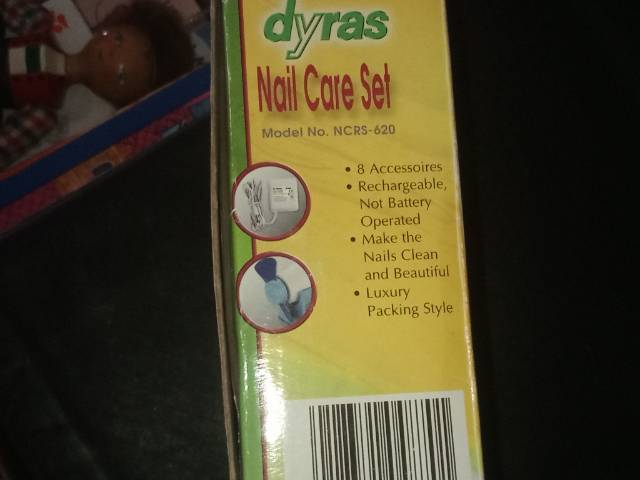 dyras
Nail Care Set
Model No. NCRS-620
• 8 Accessoires
• Rechargeable,
Not Battery
Operated
• Make the
Nails Clean
and Beautiful
• Luxury
Packing Style